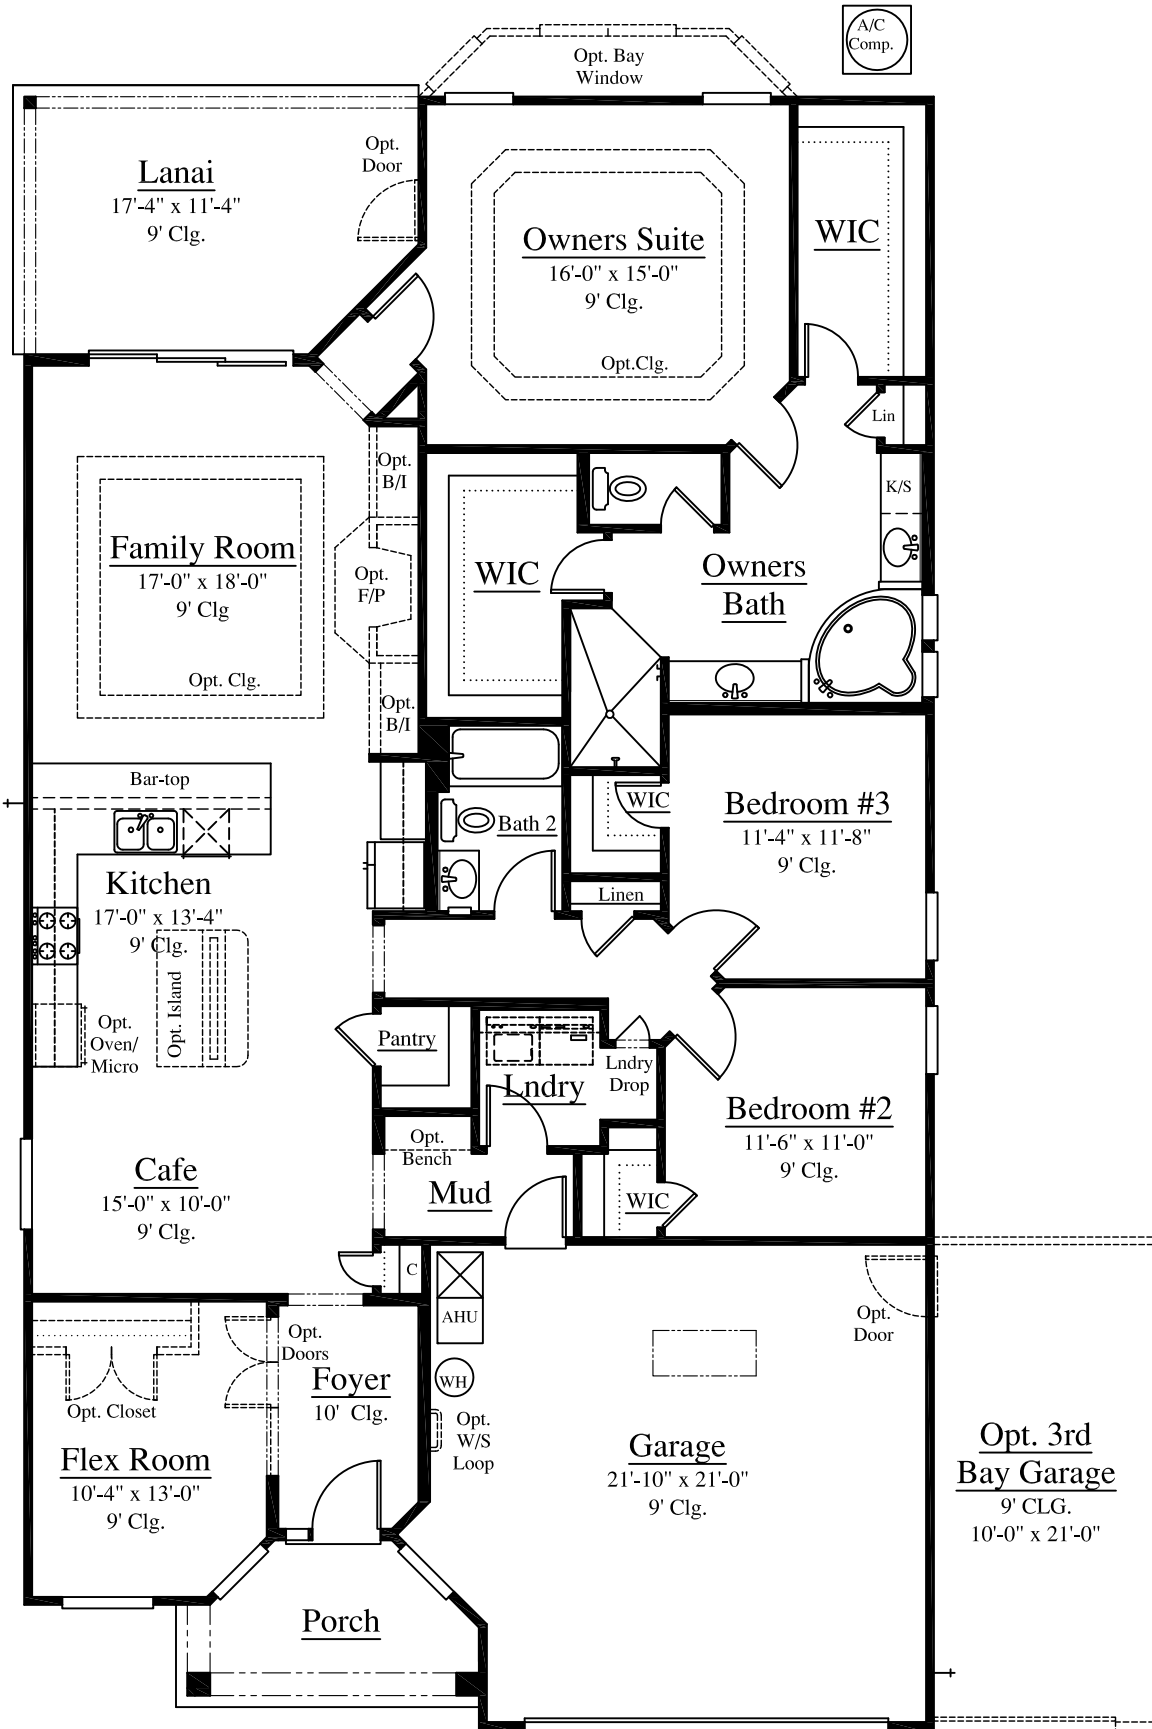 A/C
Comp.
Opt. Bay
Window
Opt.
Door
Lanai
17'-4" x 11'-4"
9' Clg.
Owners Suite
16'-0" x 15'-0"
9' Clg.
Opt.Clg.
WIC
Lin
Opt.
B/I
K/S
Family Room
17'-0" x 18'-0"
9' Clg
Opt. Clg.
Opt.
F/P
WIC
Owners
Bath
Opt.
B/I
Bar-top
Bath 2
WIC
Bedroom #3
11'-4" x 11'-8"
9' Clg.
Kitchen
17'-0" x 13'-4"
9' Clg.
Linen
Opt. Island
Opt.
Oven/
Micro
Pantry
Lndry
Lndry
Drop
Bedroom #2
11'-6" x 11'-0"
9' Clg.
Opt.
Bench
Cafe
15'-0" x 10'-0"
9' Clg.
Mud
WIC
C
AHU
Opt.
Door
Opt.
Doors
Foyer
10' Clg.
WH
Opt. Closet
Opt.
W/S
Loop
Flex Room
10'-4" x 13'-0"
9' Clg.
Garage
21'-10" x 21'-0"
9' Clg.
Opt. 3rd
Bay Garage
9' CLG.
10'-0" x 21'-0"
Porch